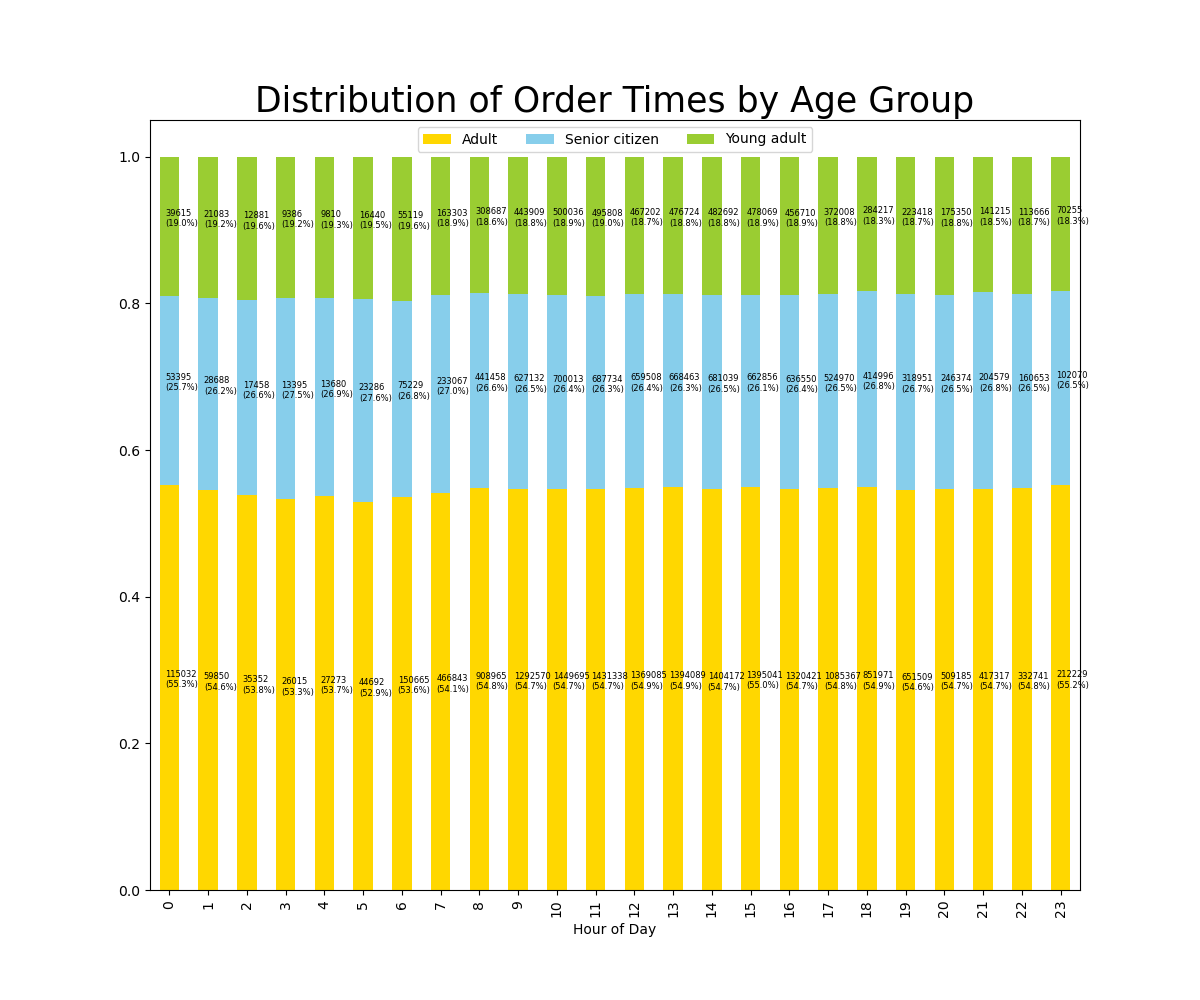 Distribution of Order Times by Age Group
Adult Senior citizen Young adult
1.0
39615 21083 12881 9386 9810 16440 55119 163303 308687 443909 500036 495808 467202 476724 482692 478069 456710 372008 284217 223418 175350 141215 113666 70255
(19.0%) (19.2%) (19.6%) (19.2%) (19.3%) (19.5%) (19.6%) (18.9%) (18.6%) (18.8%) (18.9%) (19.0%) (18.7%) (18.8%) (18.8%) (18.9%) (18.9%) (18.8%) (18.3%) (18.7%) (18.8%) (18.5%) (18.7%) (18.3%)
0.8
53395 28688 17458 13395 13680 23286 75229 233067 441458 627132 700013 687734 659508 668463 681039 662856 636550 524970 414996 318951 246374 204579 160653 102070
(25.7%) (26.2%) (26.6%) (27.5%) (26.9%) (27.6%) (26.8%) (27.0%) (26.6%) (26.5%) (26.4%) (26.3%) (26.4%) (26.3%) (26.5%) (26.1%) (26.4%) (26.5%) (26.8%) (26.7%) (26.5%) (26.8%) (26.5%) (26.5%)
0.6
0.4
115032 59850 35352 26015 27273 44692 150665 466843 908965 1292570 1449695 1431338 1369085 1394089 1404172 1395041 1320421 1085367 851971 651509 509185 417317 332741 212229
(55.3%) (54.6%) (53.8%) (53.3%) (53.7%) (52.9%) (53.6%) (54.1%) (54.8%) (54.7%) (54.7%) (54.7%) (54.9%) (54.9%) (54.7%) (55.0%) (54.7%) (54.8%) (54.9%) (54.6%) (54.7%) (54.7%) (54.8%) (55.2%)
0.2
0.0
0 1 2 3 4 5 6 7 8 9 10 11 12 13 14 15 16 17 18 19 20 21 22 23
Hour of Day